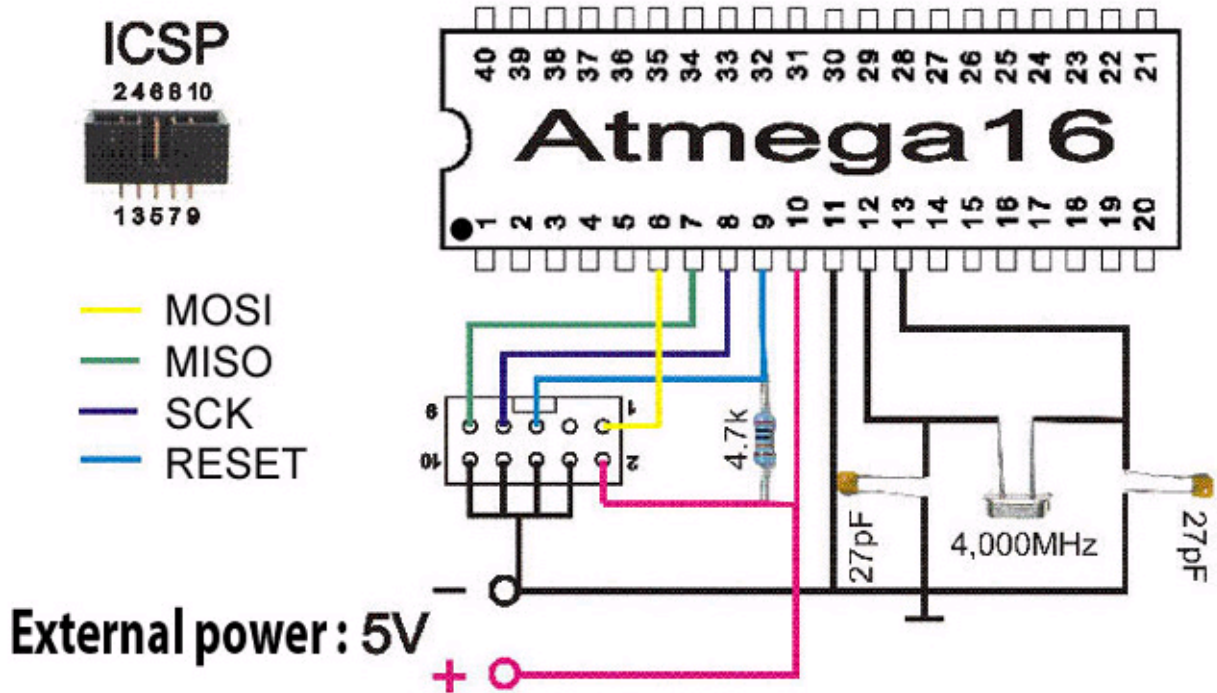 ICSP
2 4 6 8 10
1 3 5 7 9
40 39 38 37 36 35 34 33 32 31 30 29 28 27 26 25 24 23 22 21
Atmega16
1 2 3 4 5 6 7 8 9 10 11 12 13 14 15 16 17 18 19 20
MOSI
MISO
SCK
RESET
9 1
10 2
4.7k
27pF
4,000MHz
27pF
−
External power : 5V
+